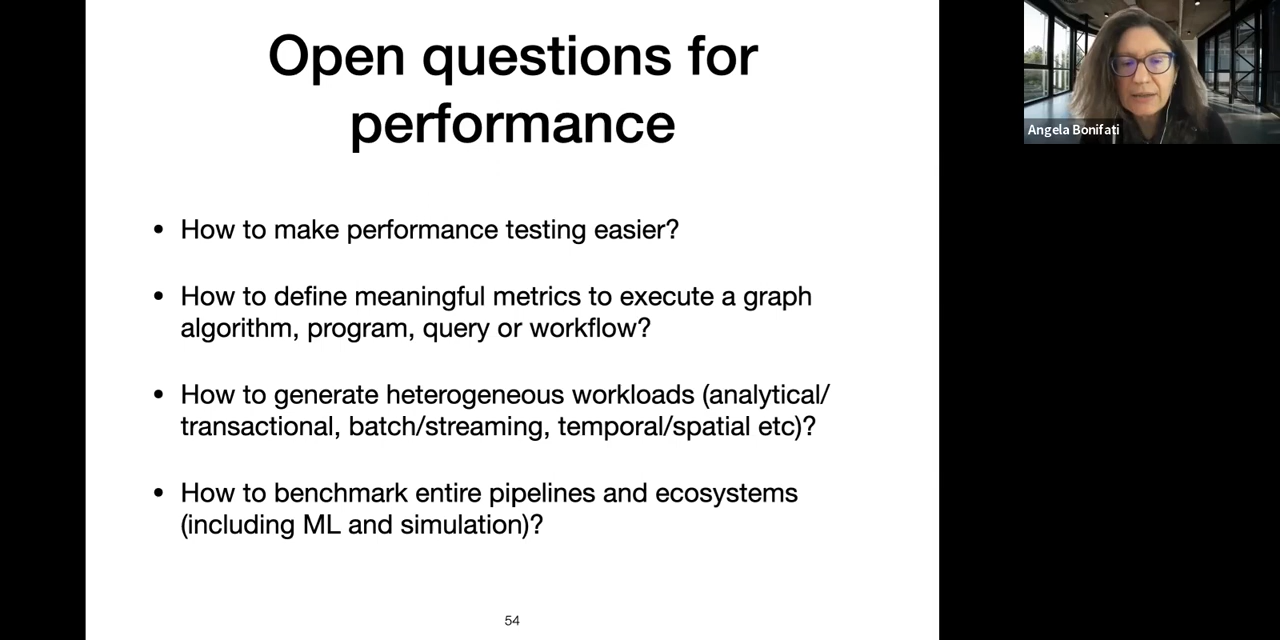 Open questions for
performance
• How to make performance testing easier?
• How to define meaningful metrics to execute a graph
algorithm, program, query or workflow?
• How to generate heterogeneous workloads (analytical/
transactional, batch/streaming, temporal/spatial etc)?
• How to benchmark entire pipelines and ecosystems
(including ML and simulation)?
54
Angela Bonifati